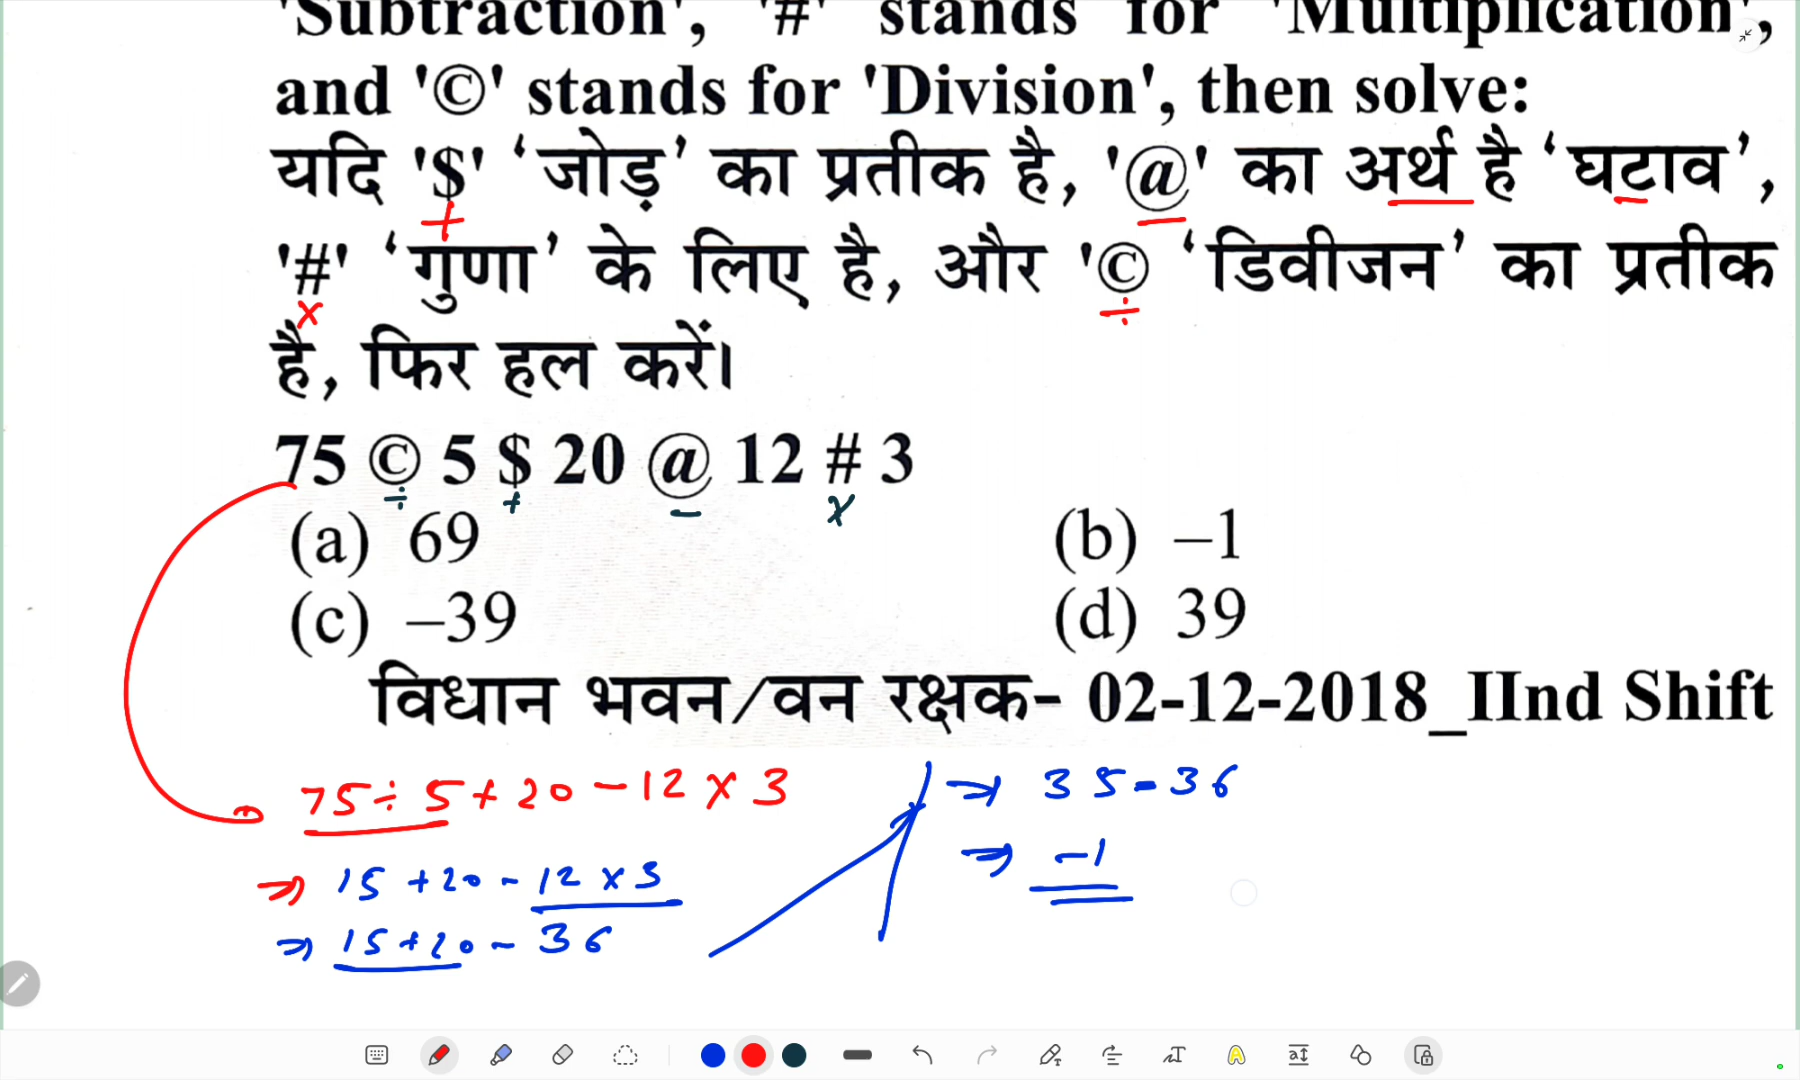 'Subtraction', '#' stands for 'Multiplication',
and '©' stands for 'Division', then solve:
यदि '$' ‘जोड़’ का प्रतीक है, '@' का अर्थ है ‘घटाव’,
+ −
'#' ‘गुणा’ के लिए है, और '© ‘डिवीजन’ का प्रतीक
× ÷
है, फिर हल करें।
75 © 5 $ 20 @ 12 # 3
÷ + − ×
(a) 69 (b) –1
(c) –39 (d) 39
विधान भवन/वन रक्षक- 02-12-2018_IInd Shift
75 ÷ 5 + 20 − 12 × 3
⇒ 15 + 20 − 12 × 3
⇒ 15 + 20 − 36
⇒ 35 − 36
⇒ −1